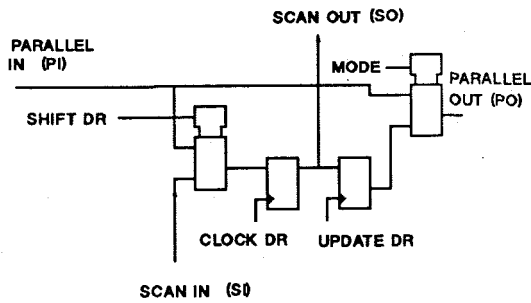 SCAN OUT (SO)
PARALLEL
IN (PI)
MODE
PARALLEL
OUT (PO)
SHIFT DR
CLOCK DR
UPDATE DR
SCAN IN (SI)